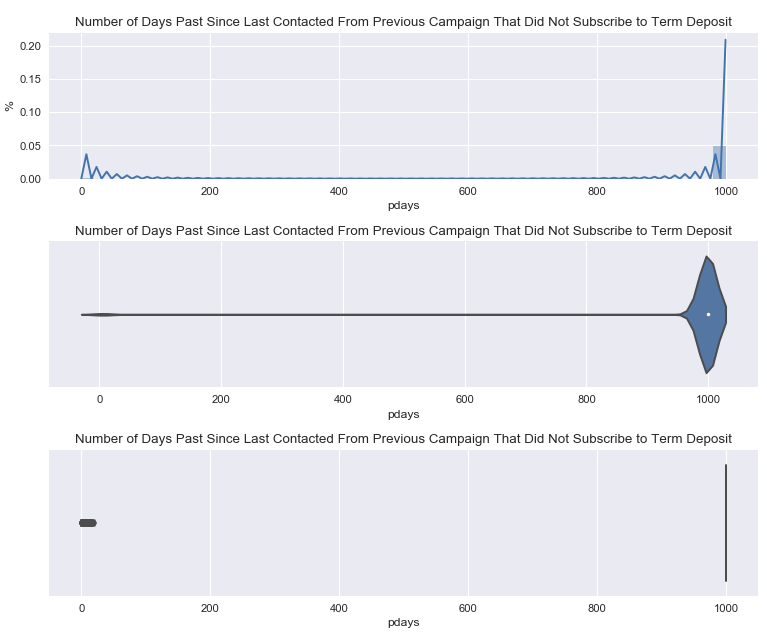 Number of Days Past Since Last Contacted From Previous Campaign That Did Not Subscribe to Term Deposit
0.20
0.15
0.10
0.05
0.00
%
0 200 400 600 800 1000
pdays
Number of Days Past Since Last Contacted From Previous Campaign That Did Not Subscribe to Term Deposit
0 200 400 600 800 1000
pdays
Number of Days Past Since Last Contacted From Previous Campaign That Did Not Subscribe to Term Deposit
0 200 400 600 800 1000
pdays